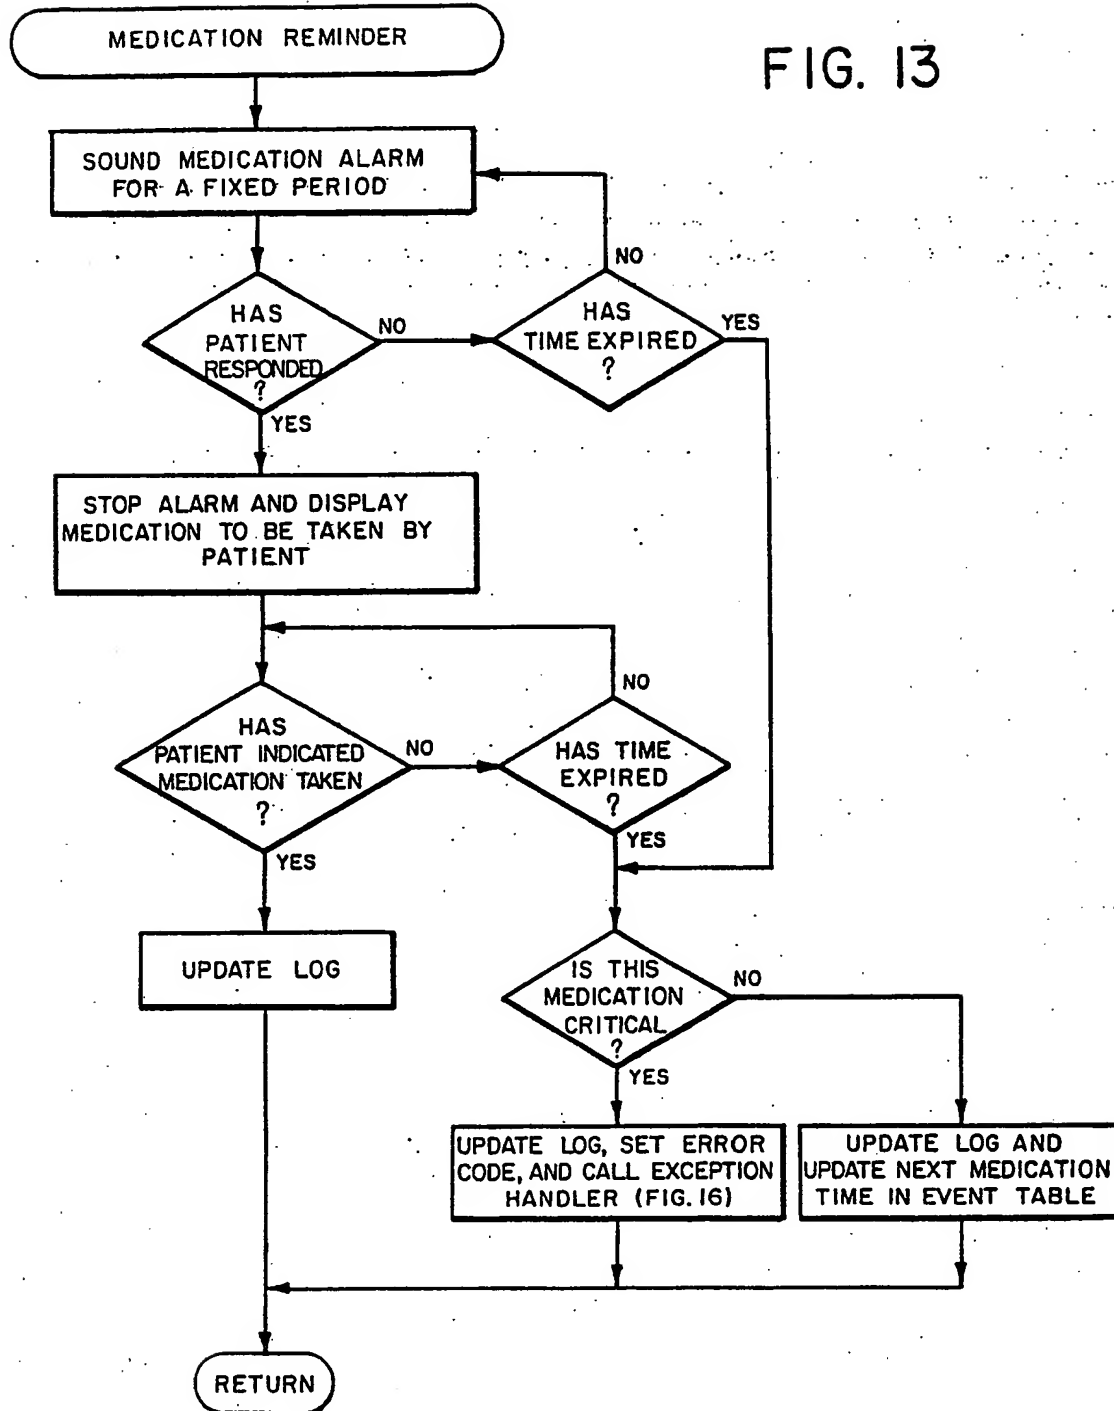 MEDICATION REMINDER
FIG. 13
SOUND MEDICATION ALARM
FOR A FIXED PERIOD
NO
HAS
PATIENT
RESPONDED
?
NO
HAS
TIME EXPIRED
?
YES
YES
STOP ALARM AND DISPLAY
MEDICATION TO BE TAKEN BY
PATIENT
NO
HAS
PATIENT INDICATED
MEDICATION TAKEN
?
NO
HAS TIME
EXPIRED
?
YES
YES
UPDATE LOG
IS THIS
MEDICATION
CRITICAL
?
NO
YES
UPDATE LOG, SET ERROR
CODE, AND CALL EXCEPTION
HANDLER (FIG. 16)
UPDATE LOG AND
UPDATE NEXT MEDICATION
TIME IN EVENT TABLE
RETURN